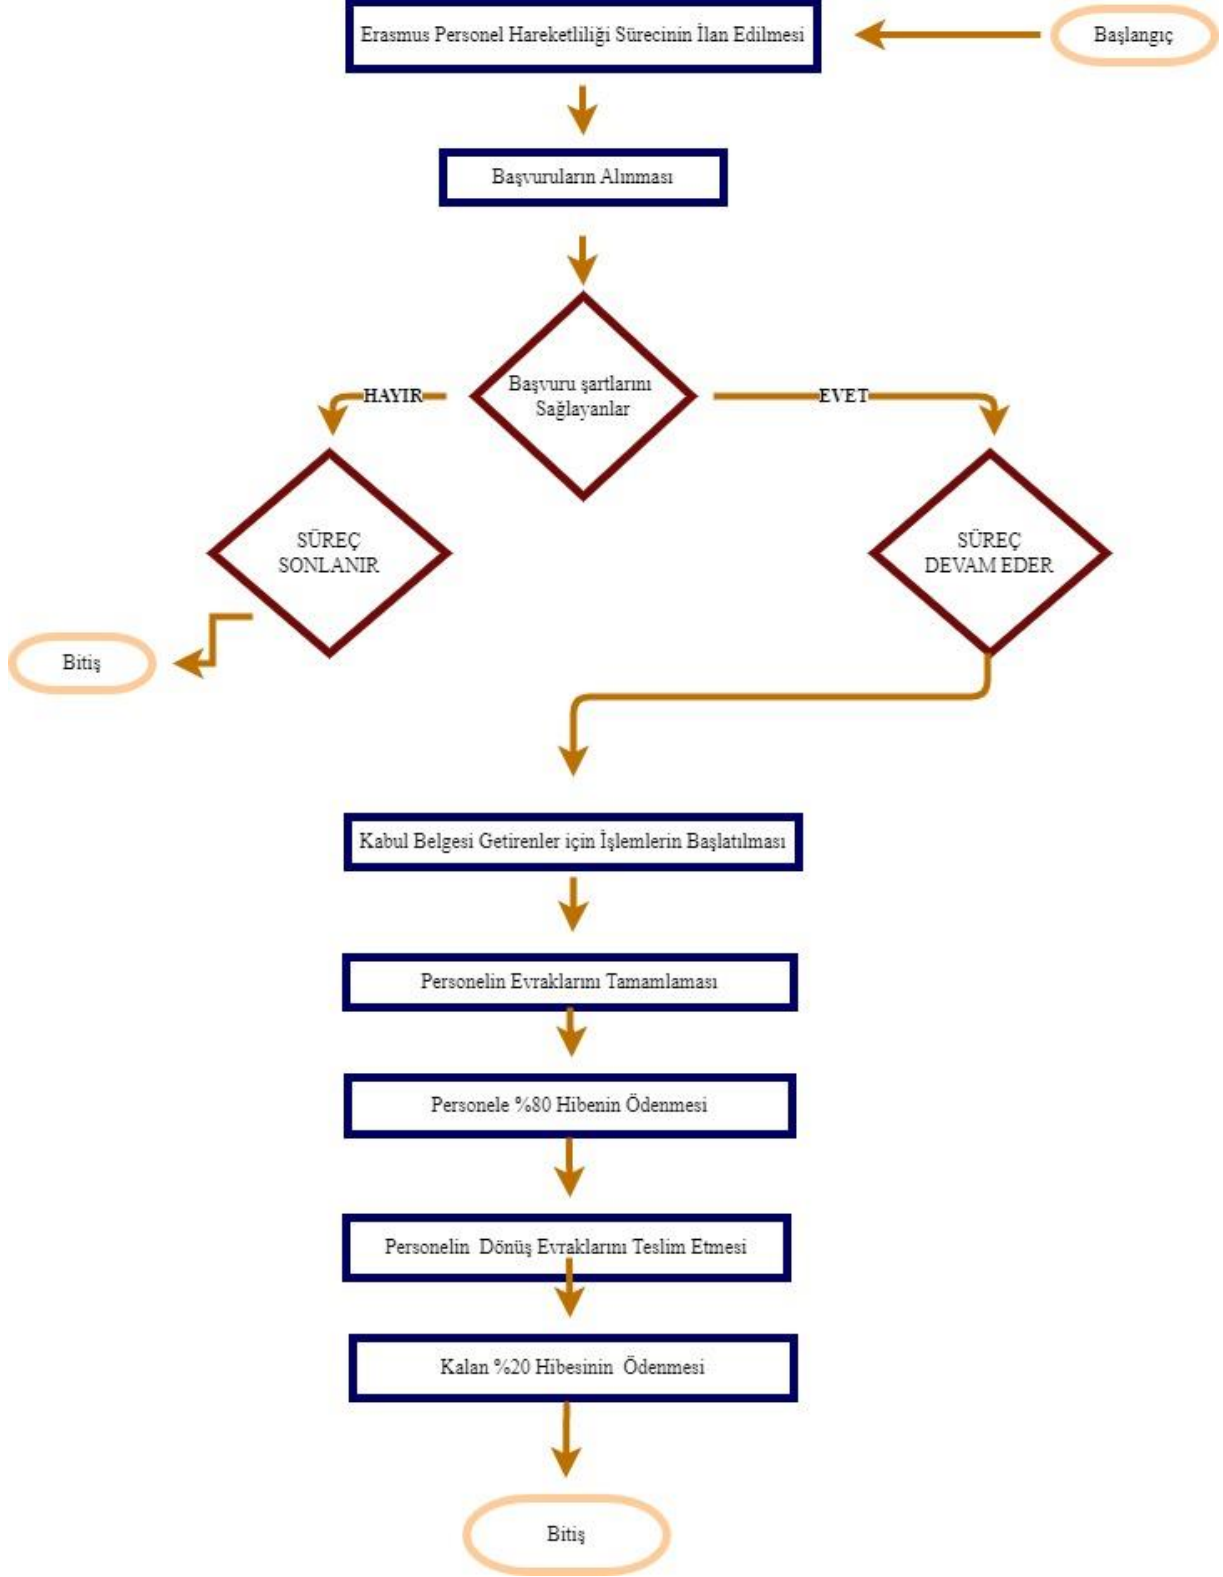 Erasmus Personel Hareketliliği Sürecinin İlan Edilmesi
Başlangıç
Başvuruların Alınması
Başvuru şartlarını
Sağlayanlar
HAYIR
EVET
SÜREÇ
SONLANIR
SÜREÇ
DEVAM EDER
Bitiş
Kabul Belgesi Getirenler için İşlemlerin Başlatılması
Personelin Evraklarını Tamamlaması
Personele %80 Hibenin Ödenmesi
Personelin Dönüş Evraklarını Teslim Etmesi
Kalan %20 Hibesinin Ödenmesi
Bitiş